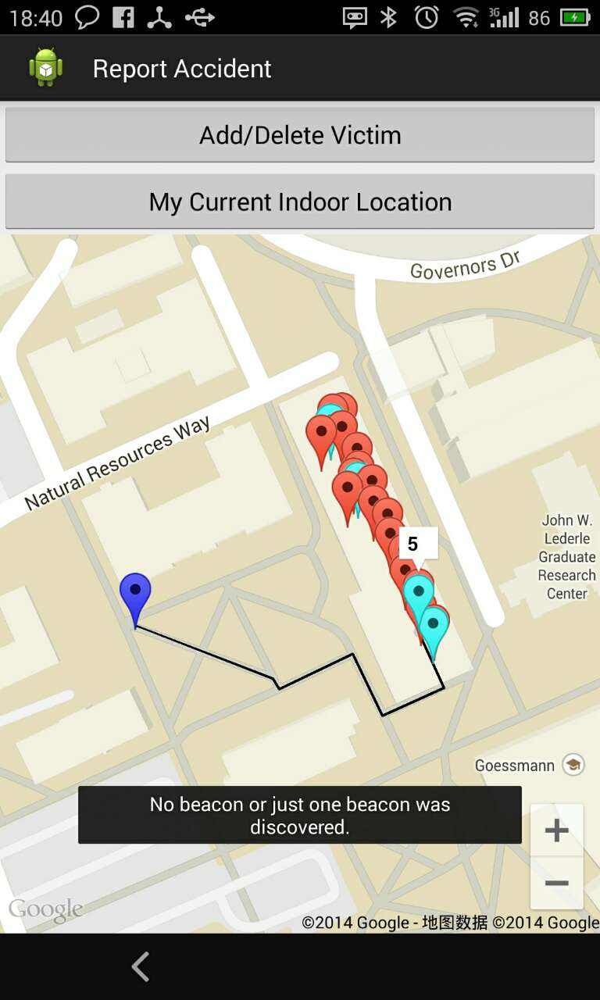 18:40
3G
86
Report Accident
Add/Delete Victim
My Current Indoor Location
Governors Dr
Natural Resources Way
John W.
Lederle
Graduate
Research
Center
5
Goessmann
No beacon or just one beacon was
discovered.
+
−
Google
©2014 Google - 地图数据 ©2014 Google